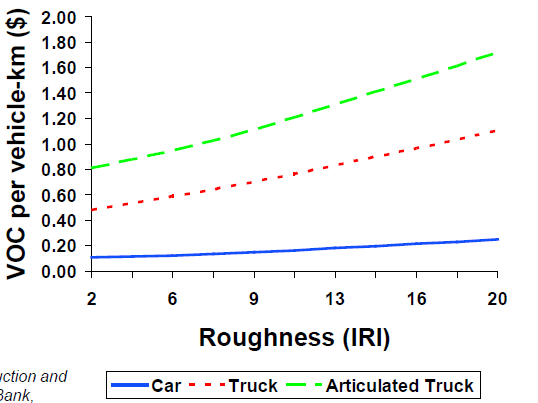 VOC per vehicle-km ($)
2.00
1.80
1.60
1.40
1.20
1.00
0.80
0.60
0.40
0.20
0.00
2 6 9 13 16 20
Roughness (IRI)
uction and
Bank,
Car Truck Articulated Truck